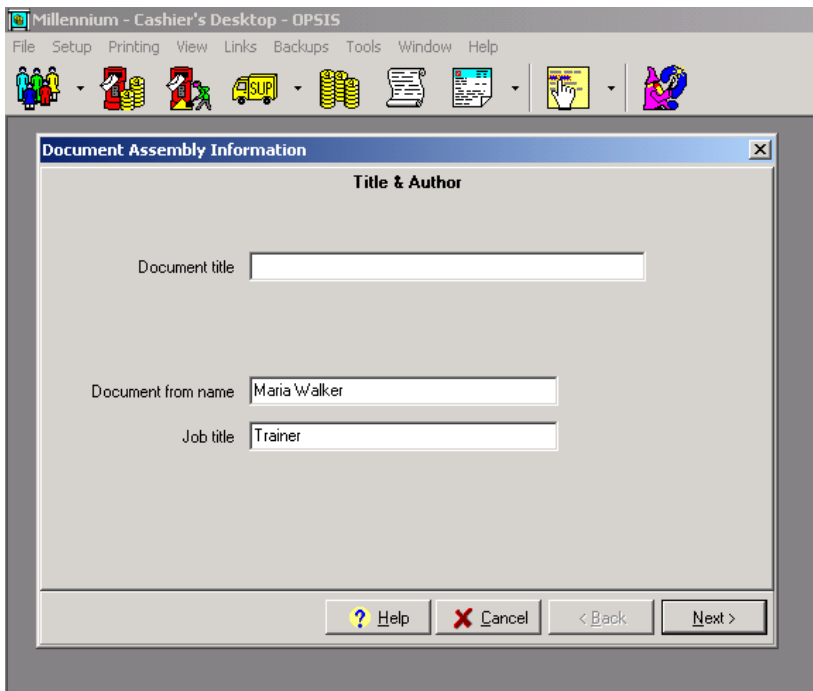 Millennium - Cashier's Desktop - OPSIS
File Setup Printing View Links Backups Tools Window Help
SUP
Document Assembly Information
Title & Author
Document title
Document from name Maria Walker
Job title Trainer
? Help Cancel < Back Next >